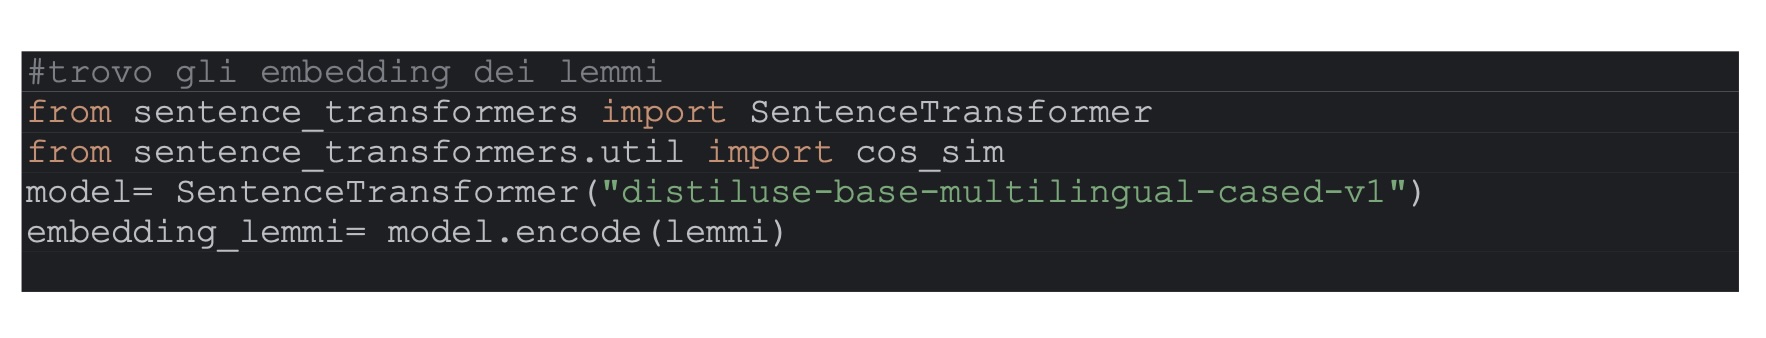 #trovo gli embedding dei lemmi
from sentence_transformers import SentenceTransformer
from sentence_transformers.util import cos_sim
model= SentenceTransformer("distiluse-base-multilingual-cased-v1")
embedding_lemmi= model.encode(lemmi)